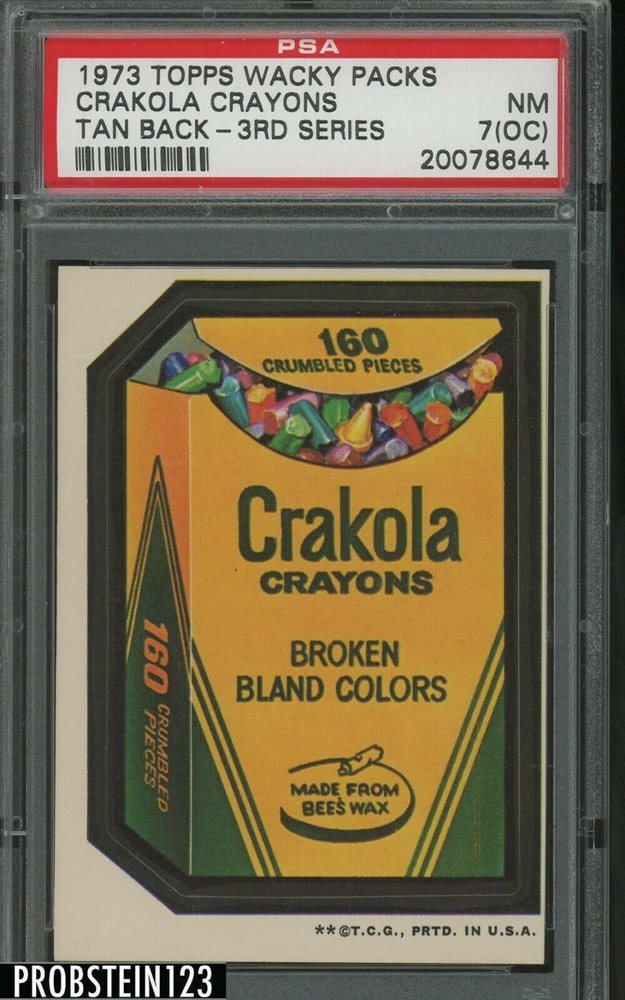 PSA
1973 TOPPS WACKY PACKS
CRAKOLA CRAYONS NM
TAN BACK - 3RD SERIES 7(OC)
20078644
160
CRUMBLED PIECES
Crakola
CRAYONS
BROKEN
BLAND COLORS
160 CRUMBLED
PIECES
MADE FROM
BEE'S WAX
**©T.C.G., PRTD. IN U.S.A.
PROBSTEIN123